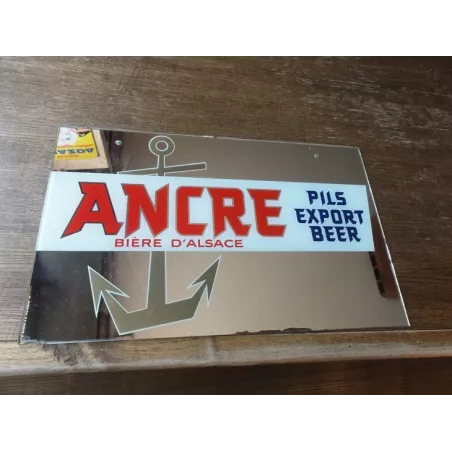 ANCRE
BIÈRE D'ALSACE
PILS
EXPORT
BEER